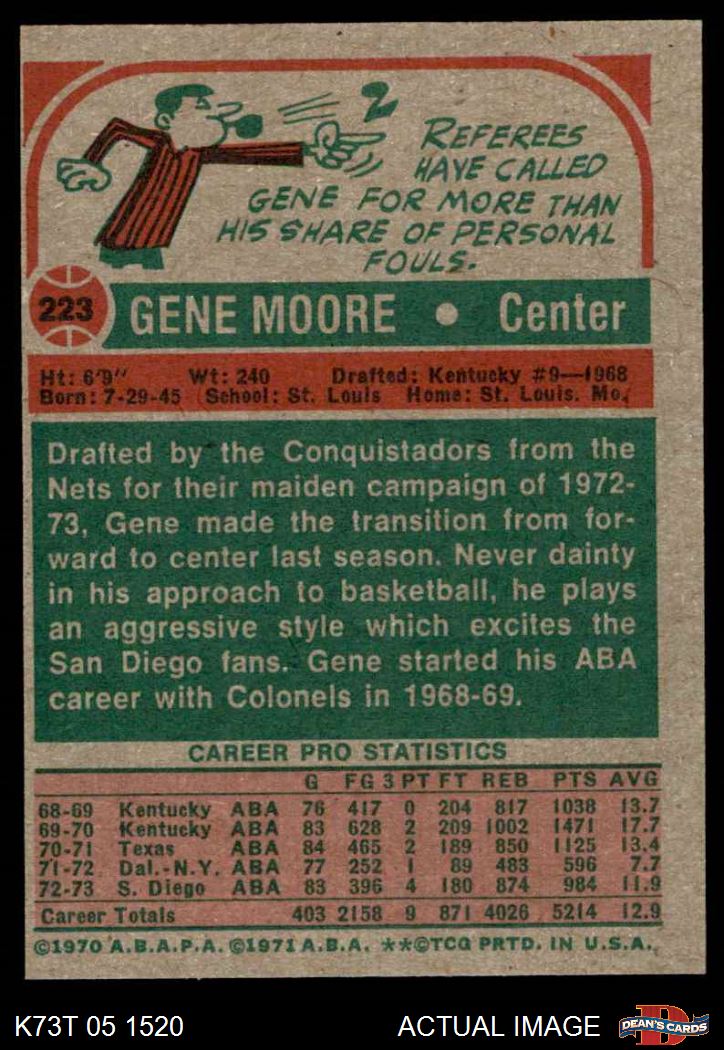 2
REFEREES
HAVE CALLED
GENE FOR MORE THAN
HIS SHARE OF PERSONAL
FOULS.
223 GENE MOORE • Center
Ht: 6'9" Wt: 240 Drafted: Kentucky #9—1968
Born: 7-29-45 School: St. Louis Home: St. Louis, Mo.
Drafted by the Conquistadors from the
Nets for their maiden campaign of 1972-
73, Gene made the transition from for-
ward to center last season. Never dainty
in his approach to basketball, he plays
an aggressive style which excites the
San Diego fans. Gene started his ABA
career with Colonels in 1968-69.
CAREER PRO STATISTICS
G FG 3PT FT REB PTS AVG
68-69 Kentucky ABA 76 417 0 204 817 1038 13.7
69-70 Kentucky ABA 83 628 2 209 1002 1471 17.7
70-71 Texas ABA 84 465 2 189 850 1125 13.4
71-72 Dal.-N.Y. ABA 77 252 1 89 483 596 7.7
72-73 S. Diego ABA 83 396 4 180 874 984 11.9
Career Totals 403 2158 9 871 4026 5214 12.9
©1970 A.B.A.P.A. ©1971 A.B.A. **©TCG PRTD. IN U.S.A.
K73T 05 1520 ACTUAL IMAGE D DEAN'S CARDS